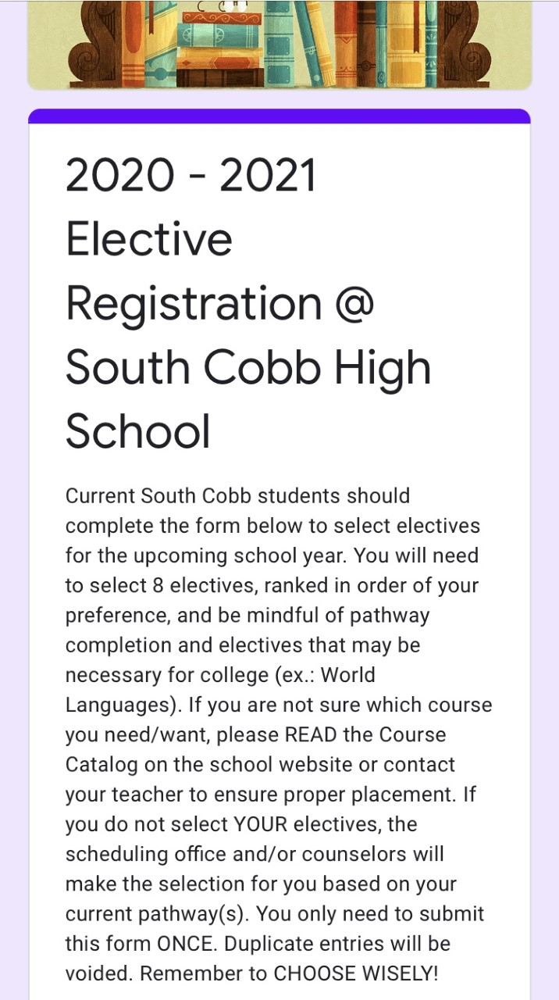 2020 - 2021
Elective
Registration @
South Cobb High
School
Current South Cobb students should
complete the form below to select electives
for the upcoming school year. You will need
to select 8 electives, ranked in order of your
preference, and be mindful of pathway
completion and electives that may be
necessary for college (ex.: World
Languages). If you are not sure which course
you need/want, please READ the Course
Catalog on the school website or contact
your teacher to ensure proper placement. If
you do not select YOUR electives, the
scheduling office and/or counselors will
make the selection for you based on your
current pathway(s). You only need to submit
this form ONCE. Duplicate entries will be
voided. Remember to CHOOSE WISELY!